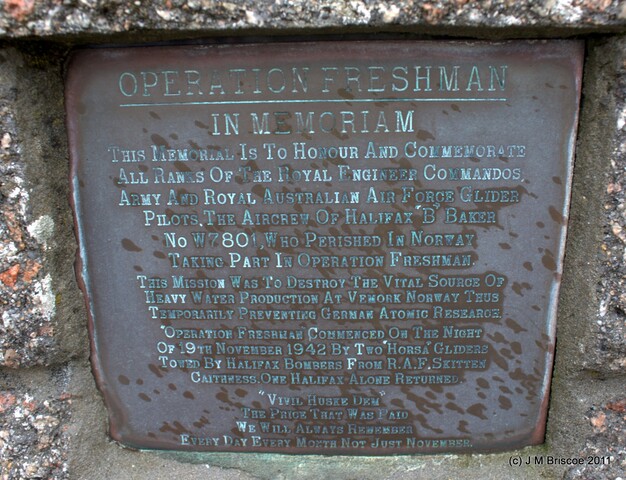 OPERATION FRESHMAN
IN MEMORIAM
THIS MEMORIAL IS TO HONOUR AND COMMEMORATE
ALL RANKS OF THE ROYAL ENGINEER COMMANDOS,
ARMY AND ROYAL AUSTRALIAN AIR FORCE GLIDER
PILOTS, THE AIRCREW OF HALIFAX "B" BAKER
NO W7801, WHO PERISHED IN NORWAY
TAKING PART IN OPERATION FRESHMAN.
THIS MISSION WAS TO DESTROY THE VITAL SOURCE OF
HEAVY WATER PRODUCTION AT VEMORK NORWAY THUS
TEMPORARILY PREVENTING GERMAN ATOMIC RESEARCH.
"OPERATION FRESHMAN COMMENCED ON THE NIGHT
OF 19TH NOVEMBER 1942 BY TWO "HORSA" GLIDERS
TOWED BY HALIFAX BOMBERS FROM R.A.F. SKITTEN
CAITHNESS. ONE HALIFAX ALONE RETURNED.
"VIVIL HUSKE DEM"
THE PRICE THAT WAS PAID
WE WILL ALWAYS REMEMBER
EVERY DAY EVERY MONTH NOT JUST NOVEMBER.
(c) J M Briscoe 2011